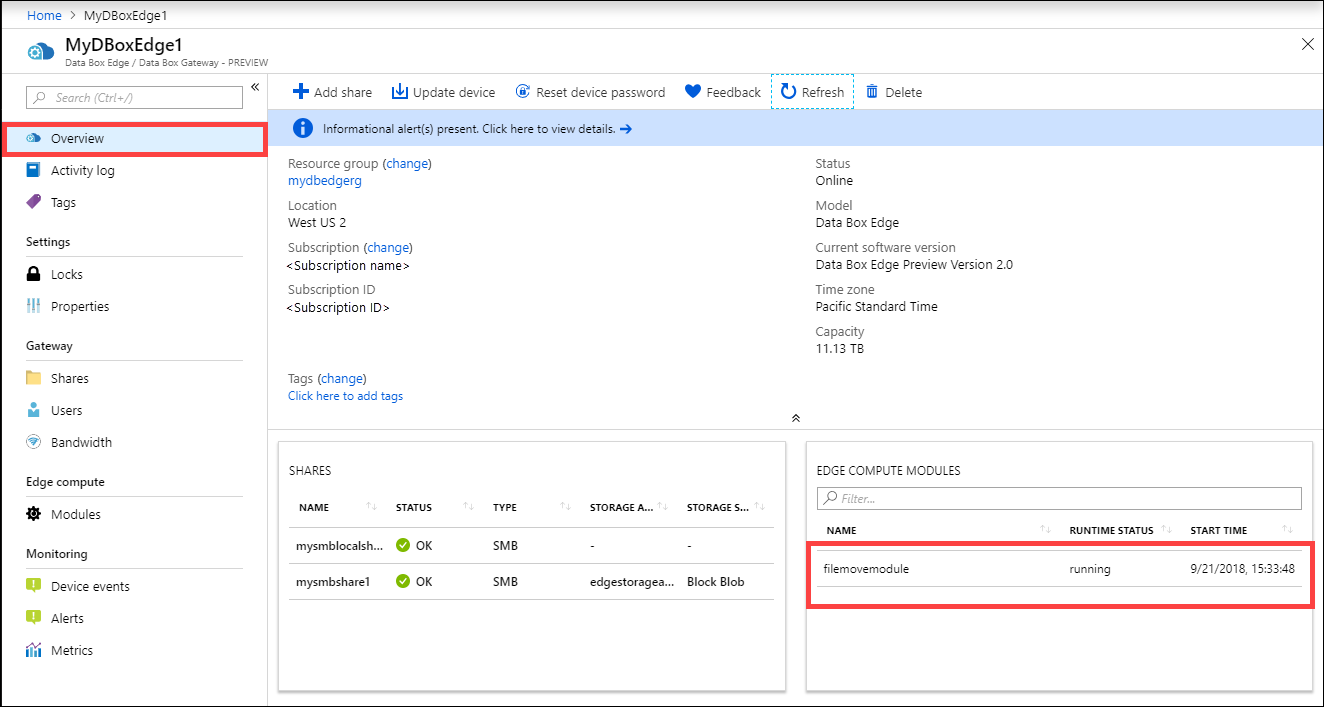 Home > MyDBoxEdge1
MyDBoxEdge1
Data Box Edge / Data Box Gateway - PREVIEW
Search (Ctrl+/)
Overview
Activity log
Tags
Settings
Locks
Properties
Gateway
Shares
Users
Bandwidth
Edge compute
Modules
Monitoring
Device events
Alerts
Metrics
Add share Update device Reset device password Feedback Refresh Delete
Informational alert(s) present. Click here to view details.
Resource group (change)
mydbedgerg
Location
West US 2
Subscription (change)
<Subscription name>
Subscription ID
<Subscription ID>
Tags (change)
Click here to add tags
Status
Online
Model
Data Box Edge
Current software version
Data Box Edge Preview Version 2.0
Time zone
Pacific Standard Time
Capacity
11.13 TB
SHARES
NAME STATUS TYPE STORAGE A... STORAGE S...
mysmblocalsh... OK SMB - -
mysmbshare1 OK SMB edgestoragea... Block Blob
EDGE COMPUTE MODULES
Filter...
NAME RUNTIME STATUS START TIME
filemovemodule running 9/21/2018, 15:33:48